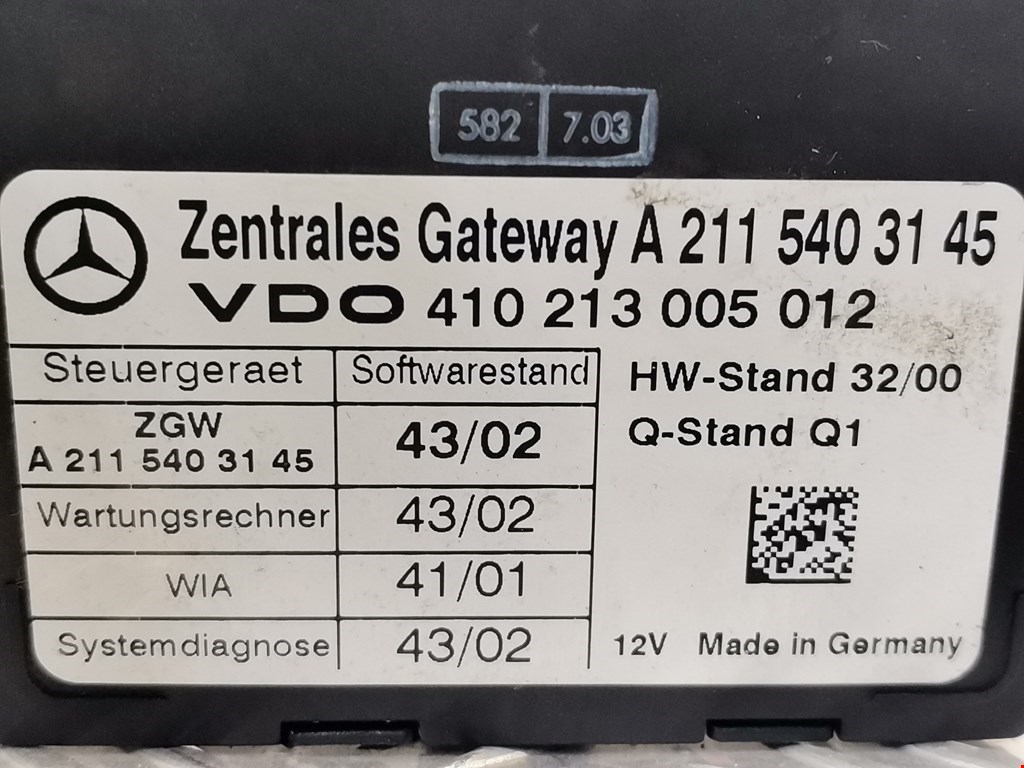 582 7.03
Zentrales Gateway A 211 540 31 45
VDO 410 213 005 012
Steuergeraet Softwarestand
HW-Stand 32/00
ZGW
A 211 540 31 45 43/02
Q-Stand Q1
Wartungsrechner 43/02
WIA 41/01
Systemdiagnose 43/02
12V Made in Germany